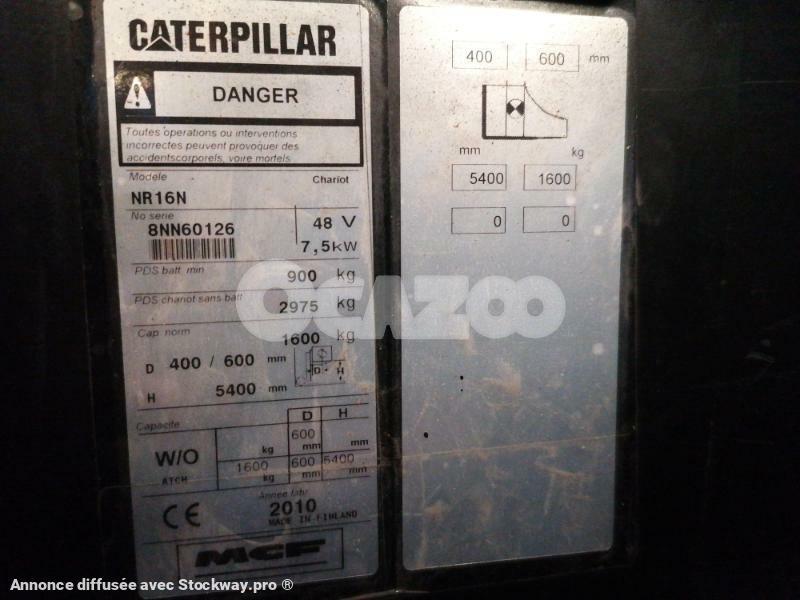 CATERPILLAR
DANGER
Toutes operations ou interventions
incorrectes peuvent provoquer des
accidentscorporels, voire mortels
Modele Chariot
NR16N
No serie
8NN60126 48 V
7,5kW
PDS batt. min 900 kg
PDS chariot sans batt 2975 kg
Cap. norm 1600 kg
D 400 / 600 mm
D H
H 5400 mm
Capacite D H
600
kg mm mm
W/O 1600 600 5400
ATCH kg mm mm
Annee fabr
CE 2010
MADE IN FINLAND
MCF
400 600 mm
mm kg
5400 1600
0 0
OCAZOO
Annonce diffusée avec Stockway.pro ®